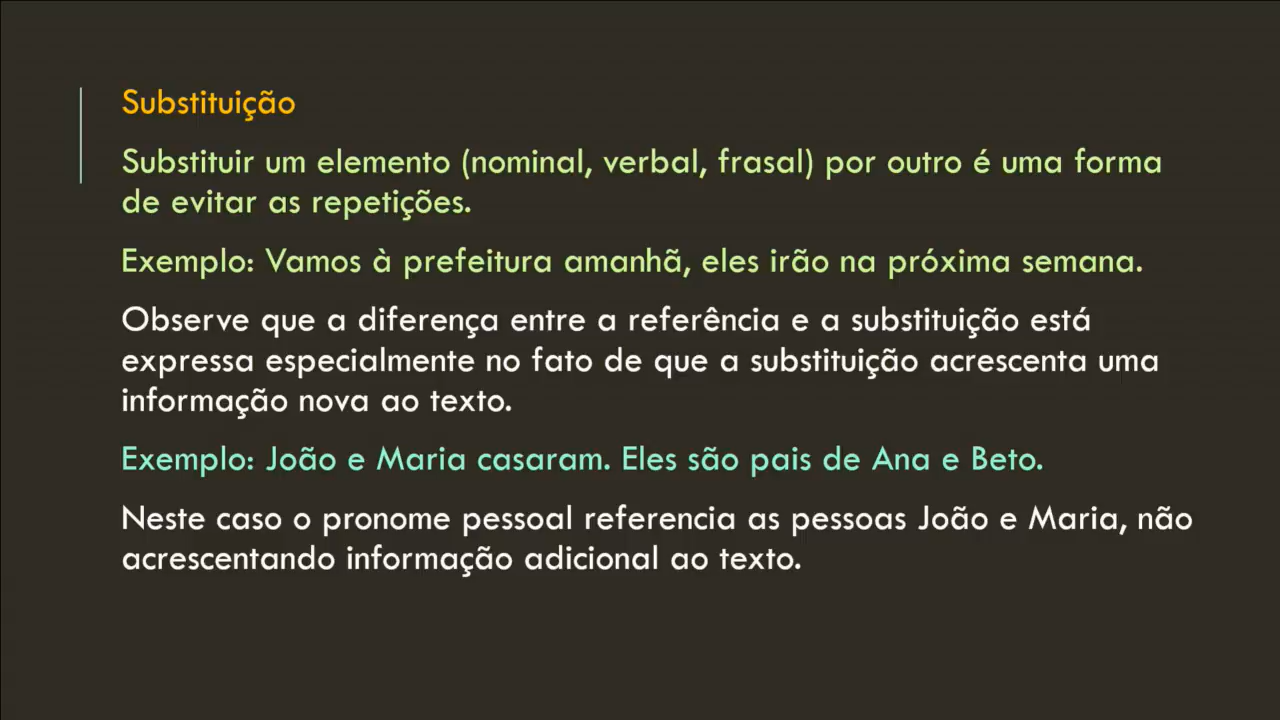 Substituição
Substituir um elemento (nominal, verbal, frasal) por outro é uma forma
de evitar as repetições.
Exemplo: Vamos à prefeitura amanhã, eles irão na próxima semana.
Observe que a diferença entre a referência e a substituição está
expressa especialmente no fato de que a substituição acrescenta uma
informação nova ao texto.
Exemplo: João e Maria casaram. Eles são pais de Ana e Beto.
Neste caso o pronome pessoal referencia as pessoas João e Maria, não
acrescentando informação adicional ao texto.